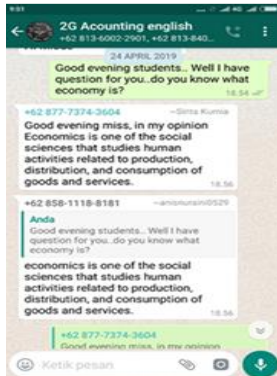 9:51
2G Acounting english
+62 813-6002-2901, +62 813-840...
24 APRIL 2019
Good evening students... Well I have
question for you..do you know what
economy is?
18.54
+62 877-7374-3604
~Sinta Kurnia
Good evening miss, in my opinion
Economics is one of the social
sciences that studies human
activities related to production,
distribution, and consumption of
goods and services.
18.56
+62 858-1118-8181
~anisnuraini0529
Anda
Good evening students... Well I have
question for you..do you know what
economy is?
economics is one of the social
sciences that studies human
activities related to production,
distribution, and consumption of
goods and services.
18.56
+62 877-7374-3604
Good evening miss, in my opinion
Ketik pesan